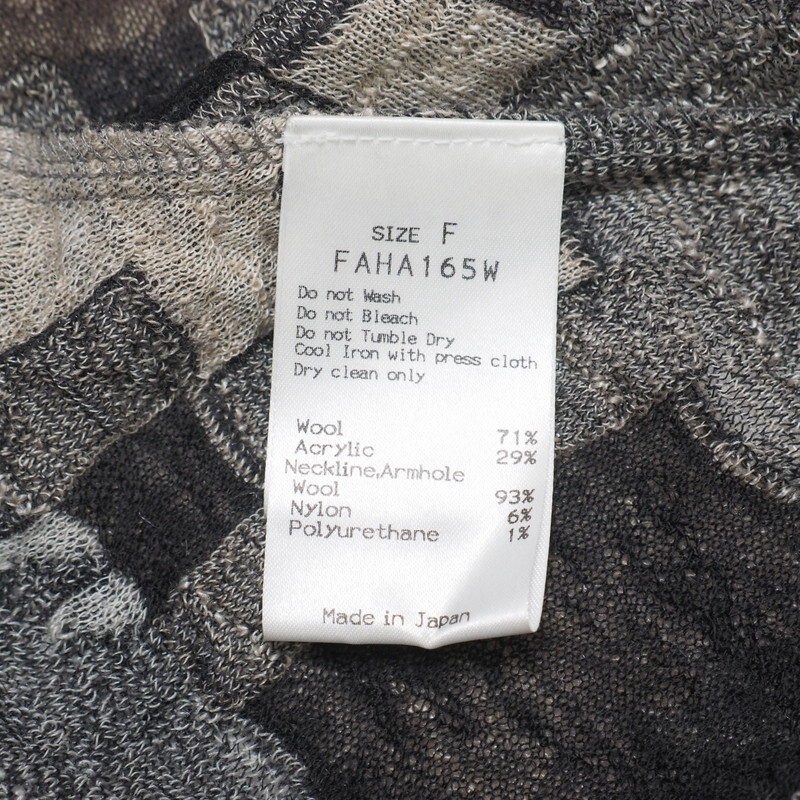 SIZE F
FAHA165W
Do not Wash
Do not Bleach
Do not Tumble Dry
Cool Iron with press cloth
Dry clean only
Wool 71%
Acrylic 29%
Neckline,Armhole
Wool 93%
Nylon 6%
Polyurethane 1%
Made in Japan